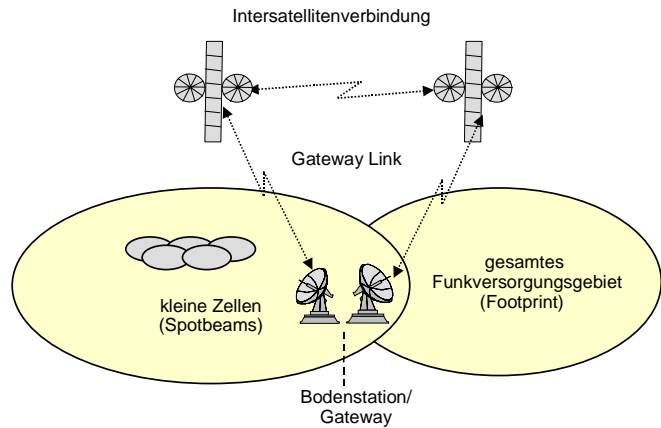 Intersatellitenverbindung
Gateway Link
kleine Zellen
(Spotbeams)
gesamtes
Funkversorgungsgebiet
(Footprint)
Bodenstation/
Gateway